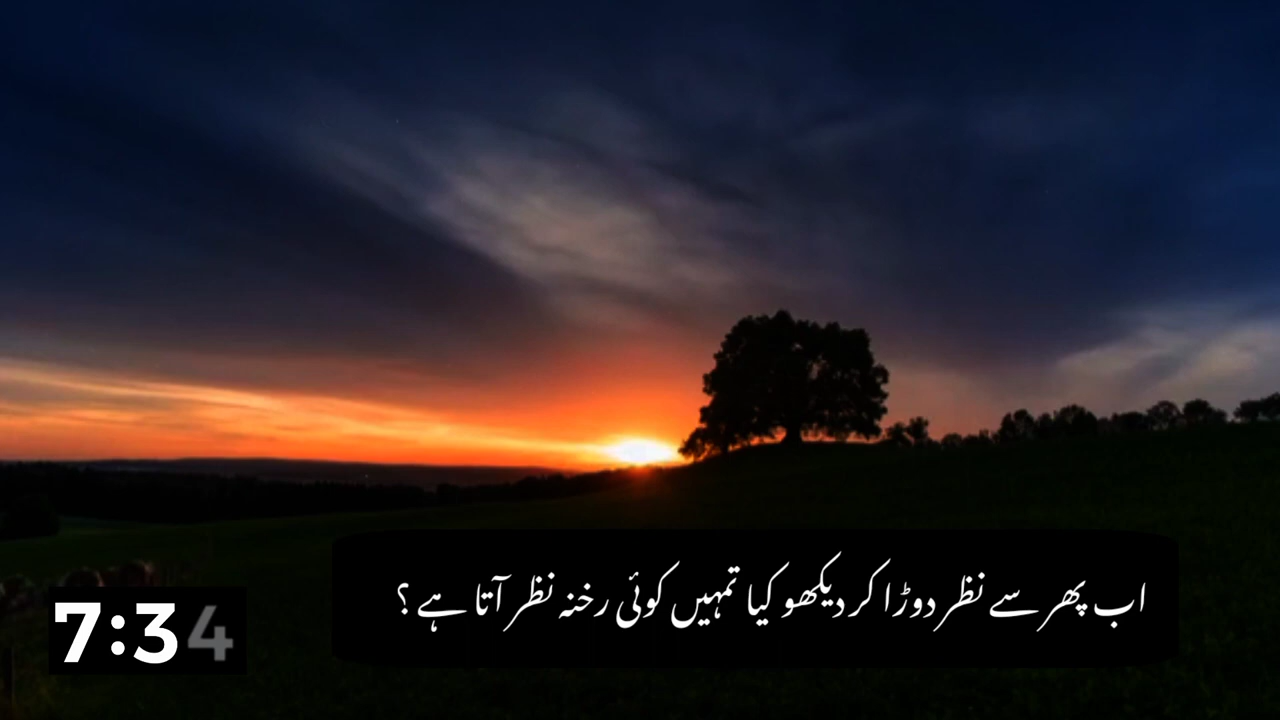 اب پھر سے نظر دوڑا کر دیکھو کیا تمہیں کوئی رخنہ نظر آتا ہے ؟
7:34